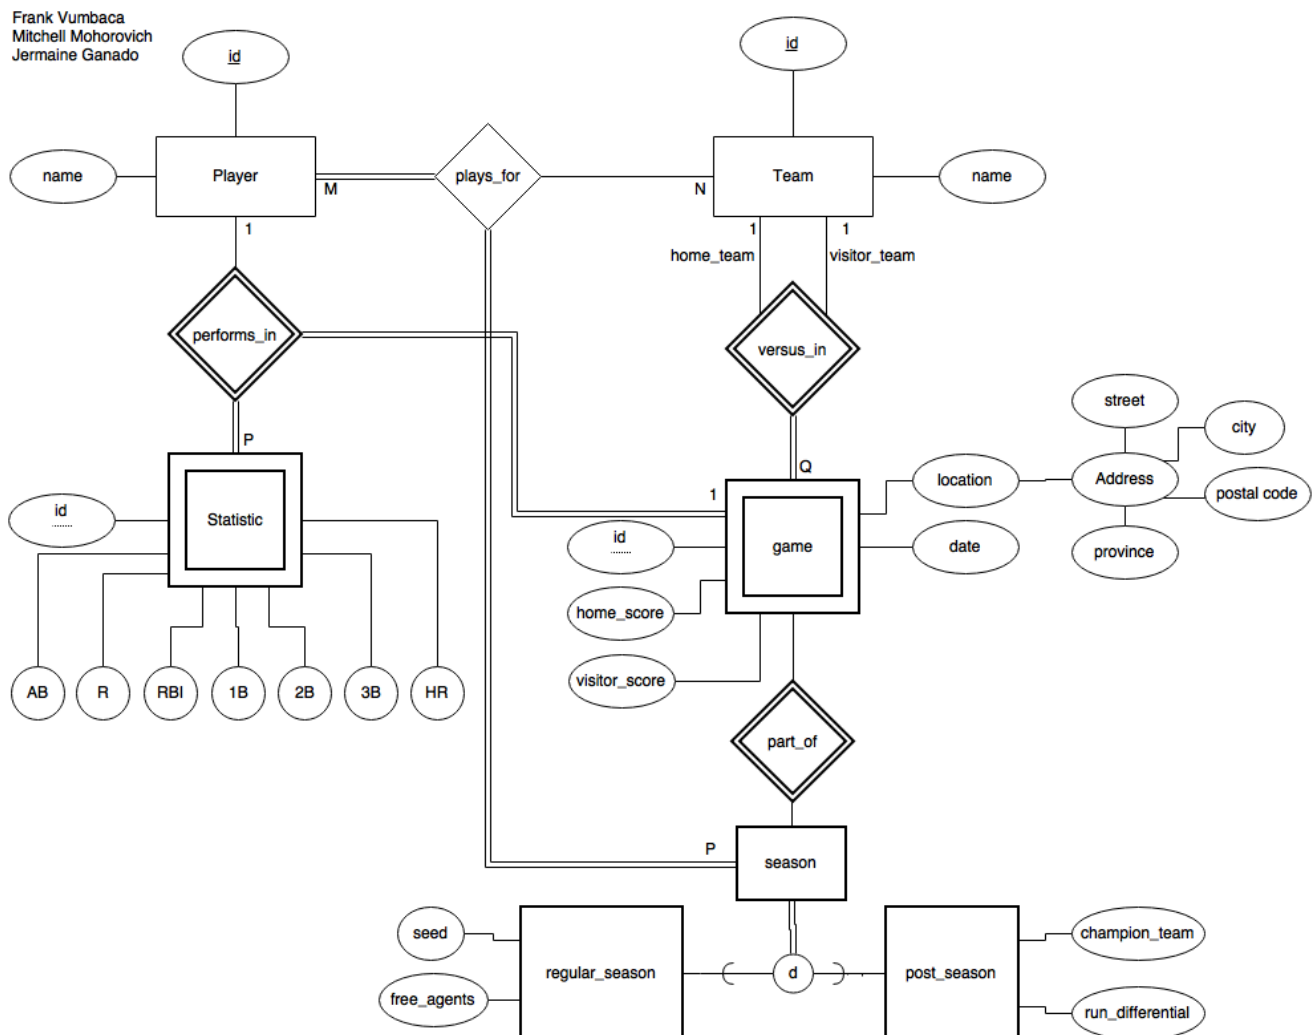 Frank Vumbaca
Mitchell Mohorovich
Jermaine Ganado
id
id
name
Player
M
plays_for
N
Team
name
1
1
1
home_team
visitor_team
performs_in
versus_in
P
Q
street
city
1
location
Address
postal code
id
Statistic
id
game
date
province
home_score
visitor_score
AB
R
RBI
1B
2B
3B
HR
part_of
P
season
seed
champion_team
regular_season
d
post_season
free_agents
run_differential